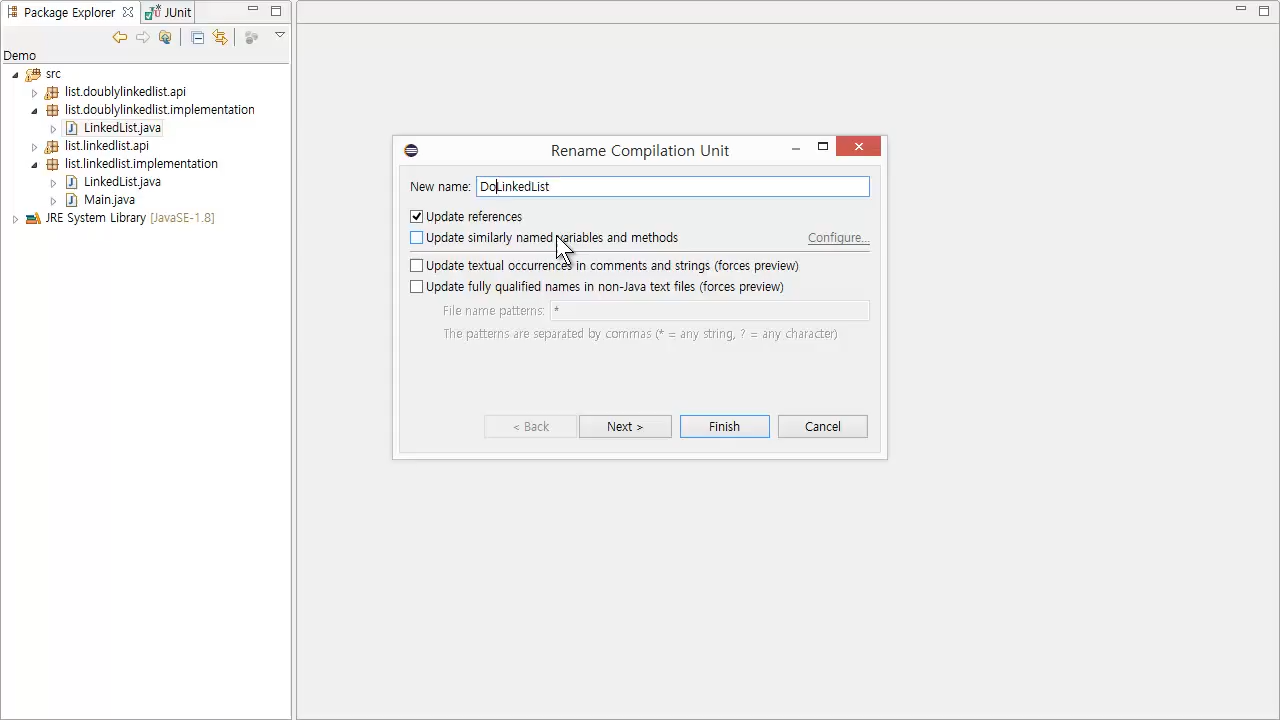 Package Explorer
JUnit
Demo
src
list.doublylinkedlist.api
list.doublylinkedlist.implementation
LinkedList.java
list.linkedlist.api
list.linkedlist.implementation
LinkedList.java
Main.java
JRE System Library [JavaSE-1.8]
Rename Compilation Unit
New name: DoLinkedList
Update references
Update similarly named variables and methods Configure...
Update textual occurrences in comments and strings (forces preview)
Update fully qualified names in non-Java text files (forces preview)
File name patterns: *
The patterns are separated by commas (* = any string, ? = any character)
< Back Next > Finish Cancel